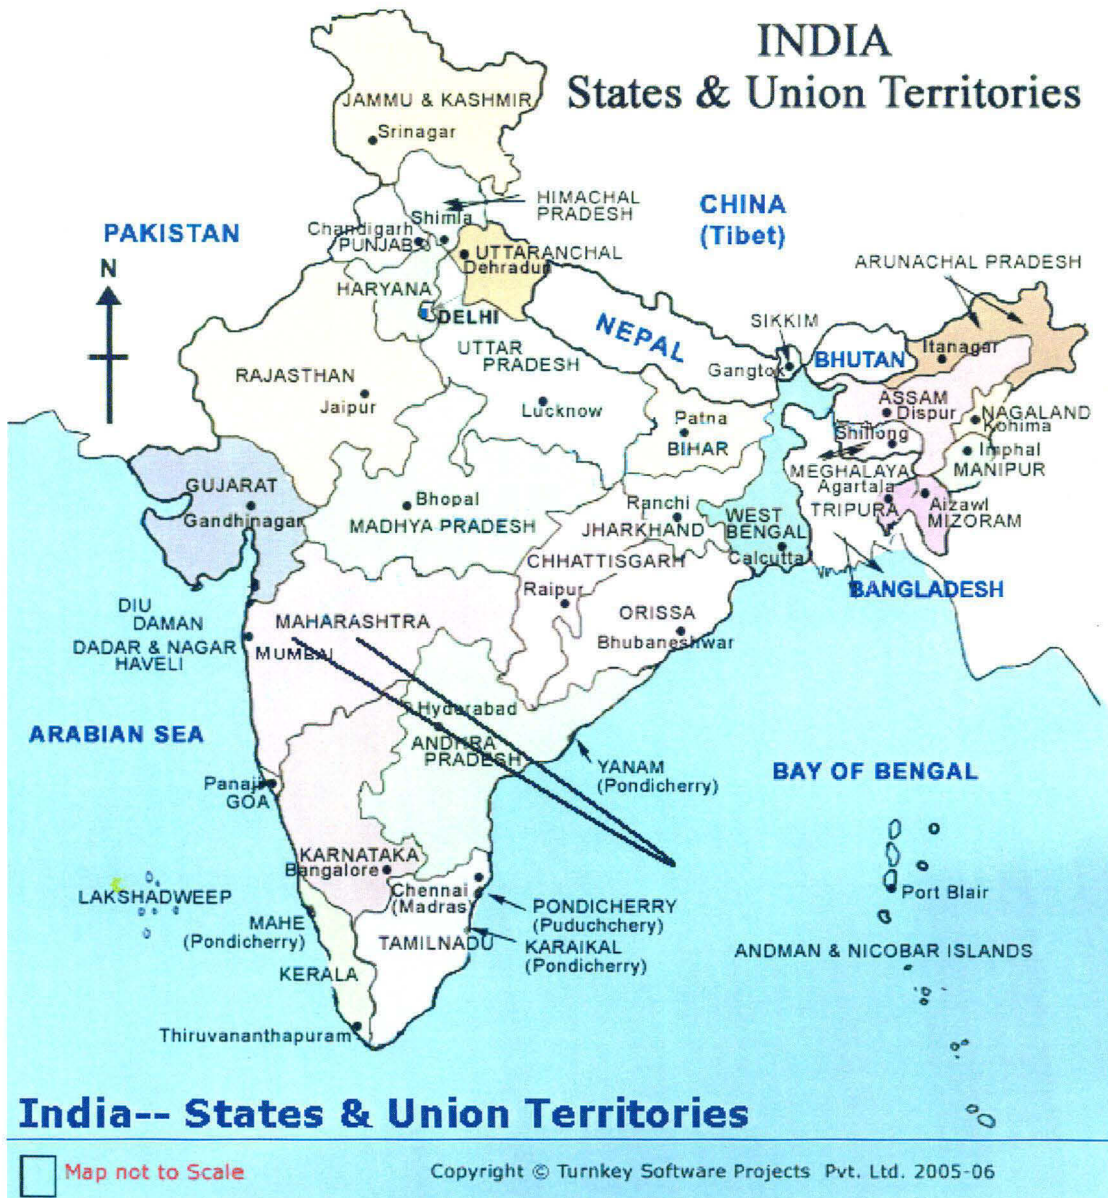 INDIA
States & Union Territories
JAMMU & KASHMIR
Srinagar
HIMACHAL
PRADESH
CHINA
(Tibet)
PAKISTAN
Shimla
Chandigarh
PUNJAB
UTTARANCHAL
Dehradun
ARUNACHAL PRADESH
N
HARYANA
DELHI
NEPAL
SIKKIM
BHUTAN
Itanagar
UTTAR
PRADESH
Gangtok
RAJASTHAN
Jaipur
Lucknow
Patna
BIHAR
ASSAM
Dispur
NAGALAND
Kohima
Shillong
Imphal
MANIPUR
MEGHALAYA
Agartala
TRIPURA
Aizawl
MIZORAM
GUJARAT
Gandhinagar
Bhopal
MADHYA PRADESH
Ranchi
JHARKHAND
WEST
BENGAL
Calcutta
CHHATTISGARH
Raipur
BANGLADESH
DIU
DAMAN
DADAR & NAGAR
HAVELI
MAHARASHTRA
MUMBAI
ORISSA
Bhubaneshwar
Hyderabad
ANDHRA
PRADESH
ARABIAN SEA
YANAM
(Pondicherry)
BAY OF BENGAL
Panaji
GOA
KARNATAKA
Bangalore
LAKSHADWEEP
Chennai
(Madras)
Port Blair
MAHE
(Pondicherry)
PONDICHERRY
(Puduchchery)
TAMILNADU
KARAIKAL
(Pondicherry)
ANDMAN & NICOBAR ISLANDS
KERALA
Thiruvananthapuram
India-- States & Union Territories
Map not to Scale
Copyright © Turnkey Software Projects Pvt. Ltd. 2005-06